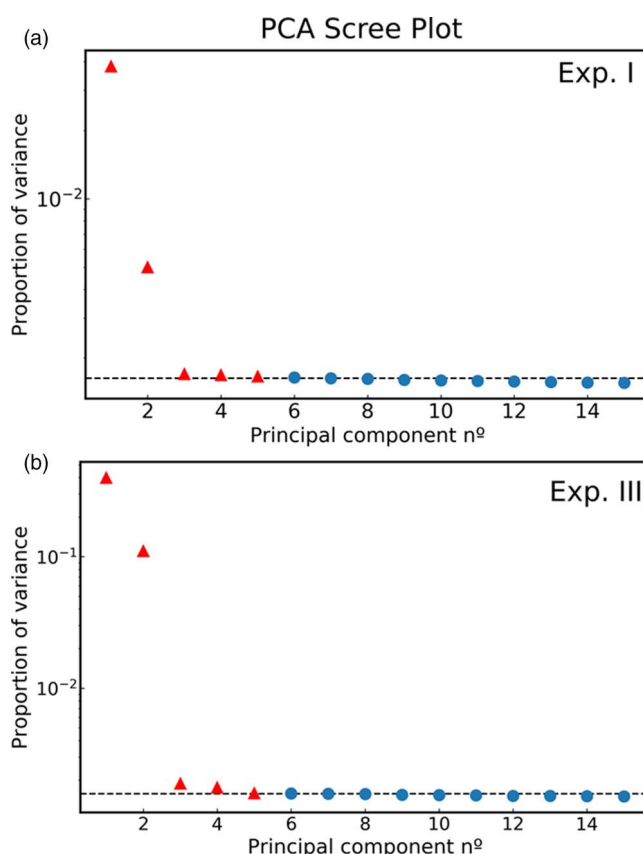 PCA Scree Plot
(a)
Exp. I
Proportion of variance
10⁻²
2 4 6 8 10 12 14
Principal component nº
(b)
Exp. III
Proportion of variance
10⁻¹
10⁻²
2 4 6 8 10 12 14
Principal component nº